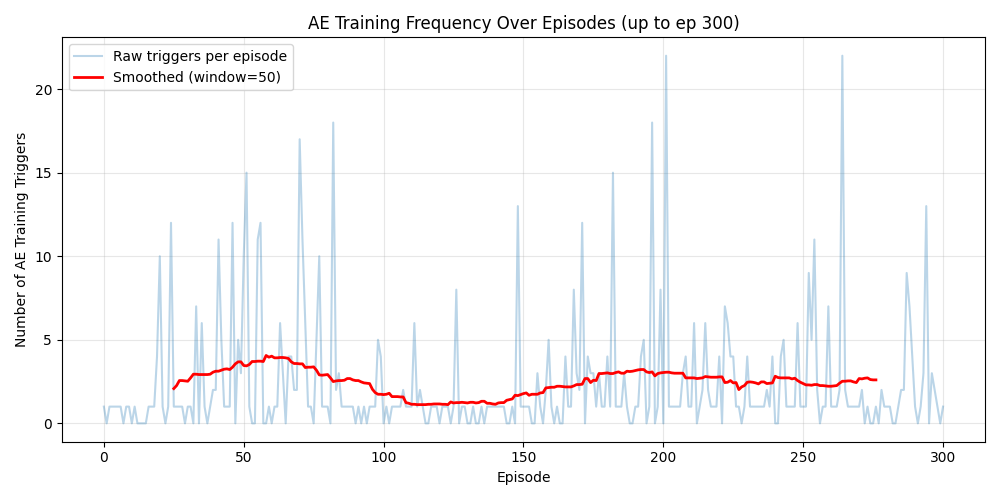 AE Training Frequency Over Episodes (up to ep 300)
Raw triggers per episode
Smoothed (window=50)
Number of AE Training Triggers
20
15
10
5
0
0 50 100 150 200 250 300
Episode